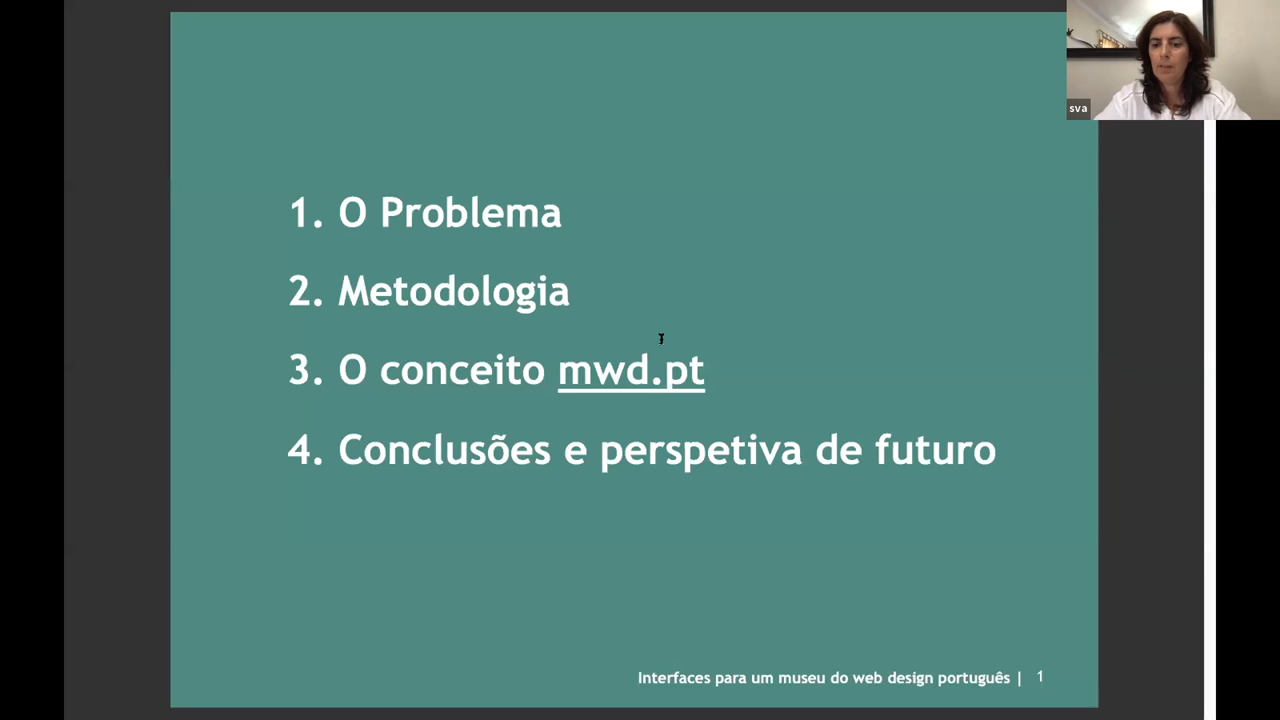 sva
1. O Problema
2. Metodologia
3. O conceito mwd.pt
4. Conclusões e perspetiva de futuro
Interfaces para um museu do web design português | 1